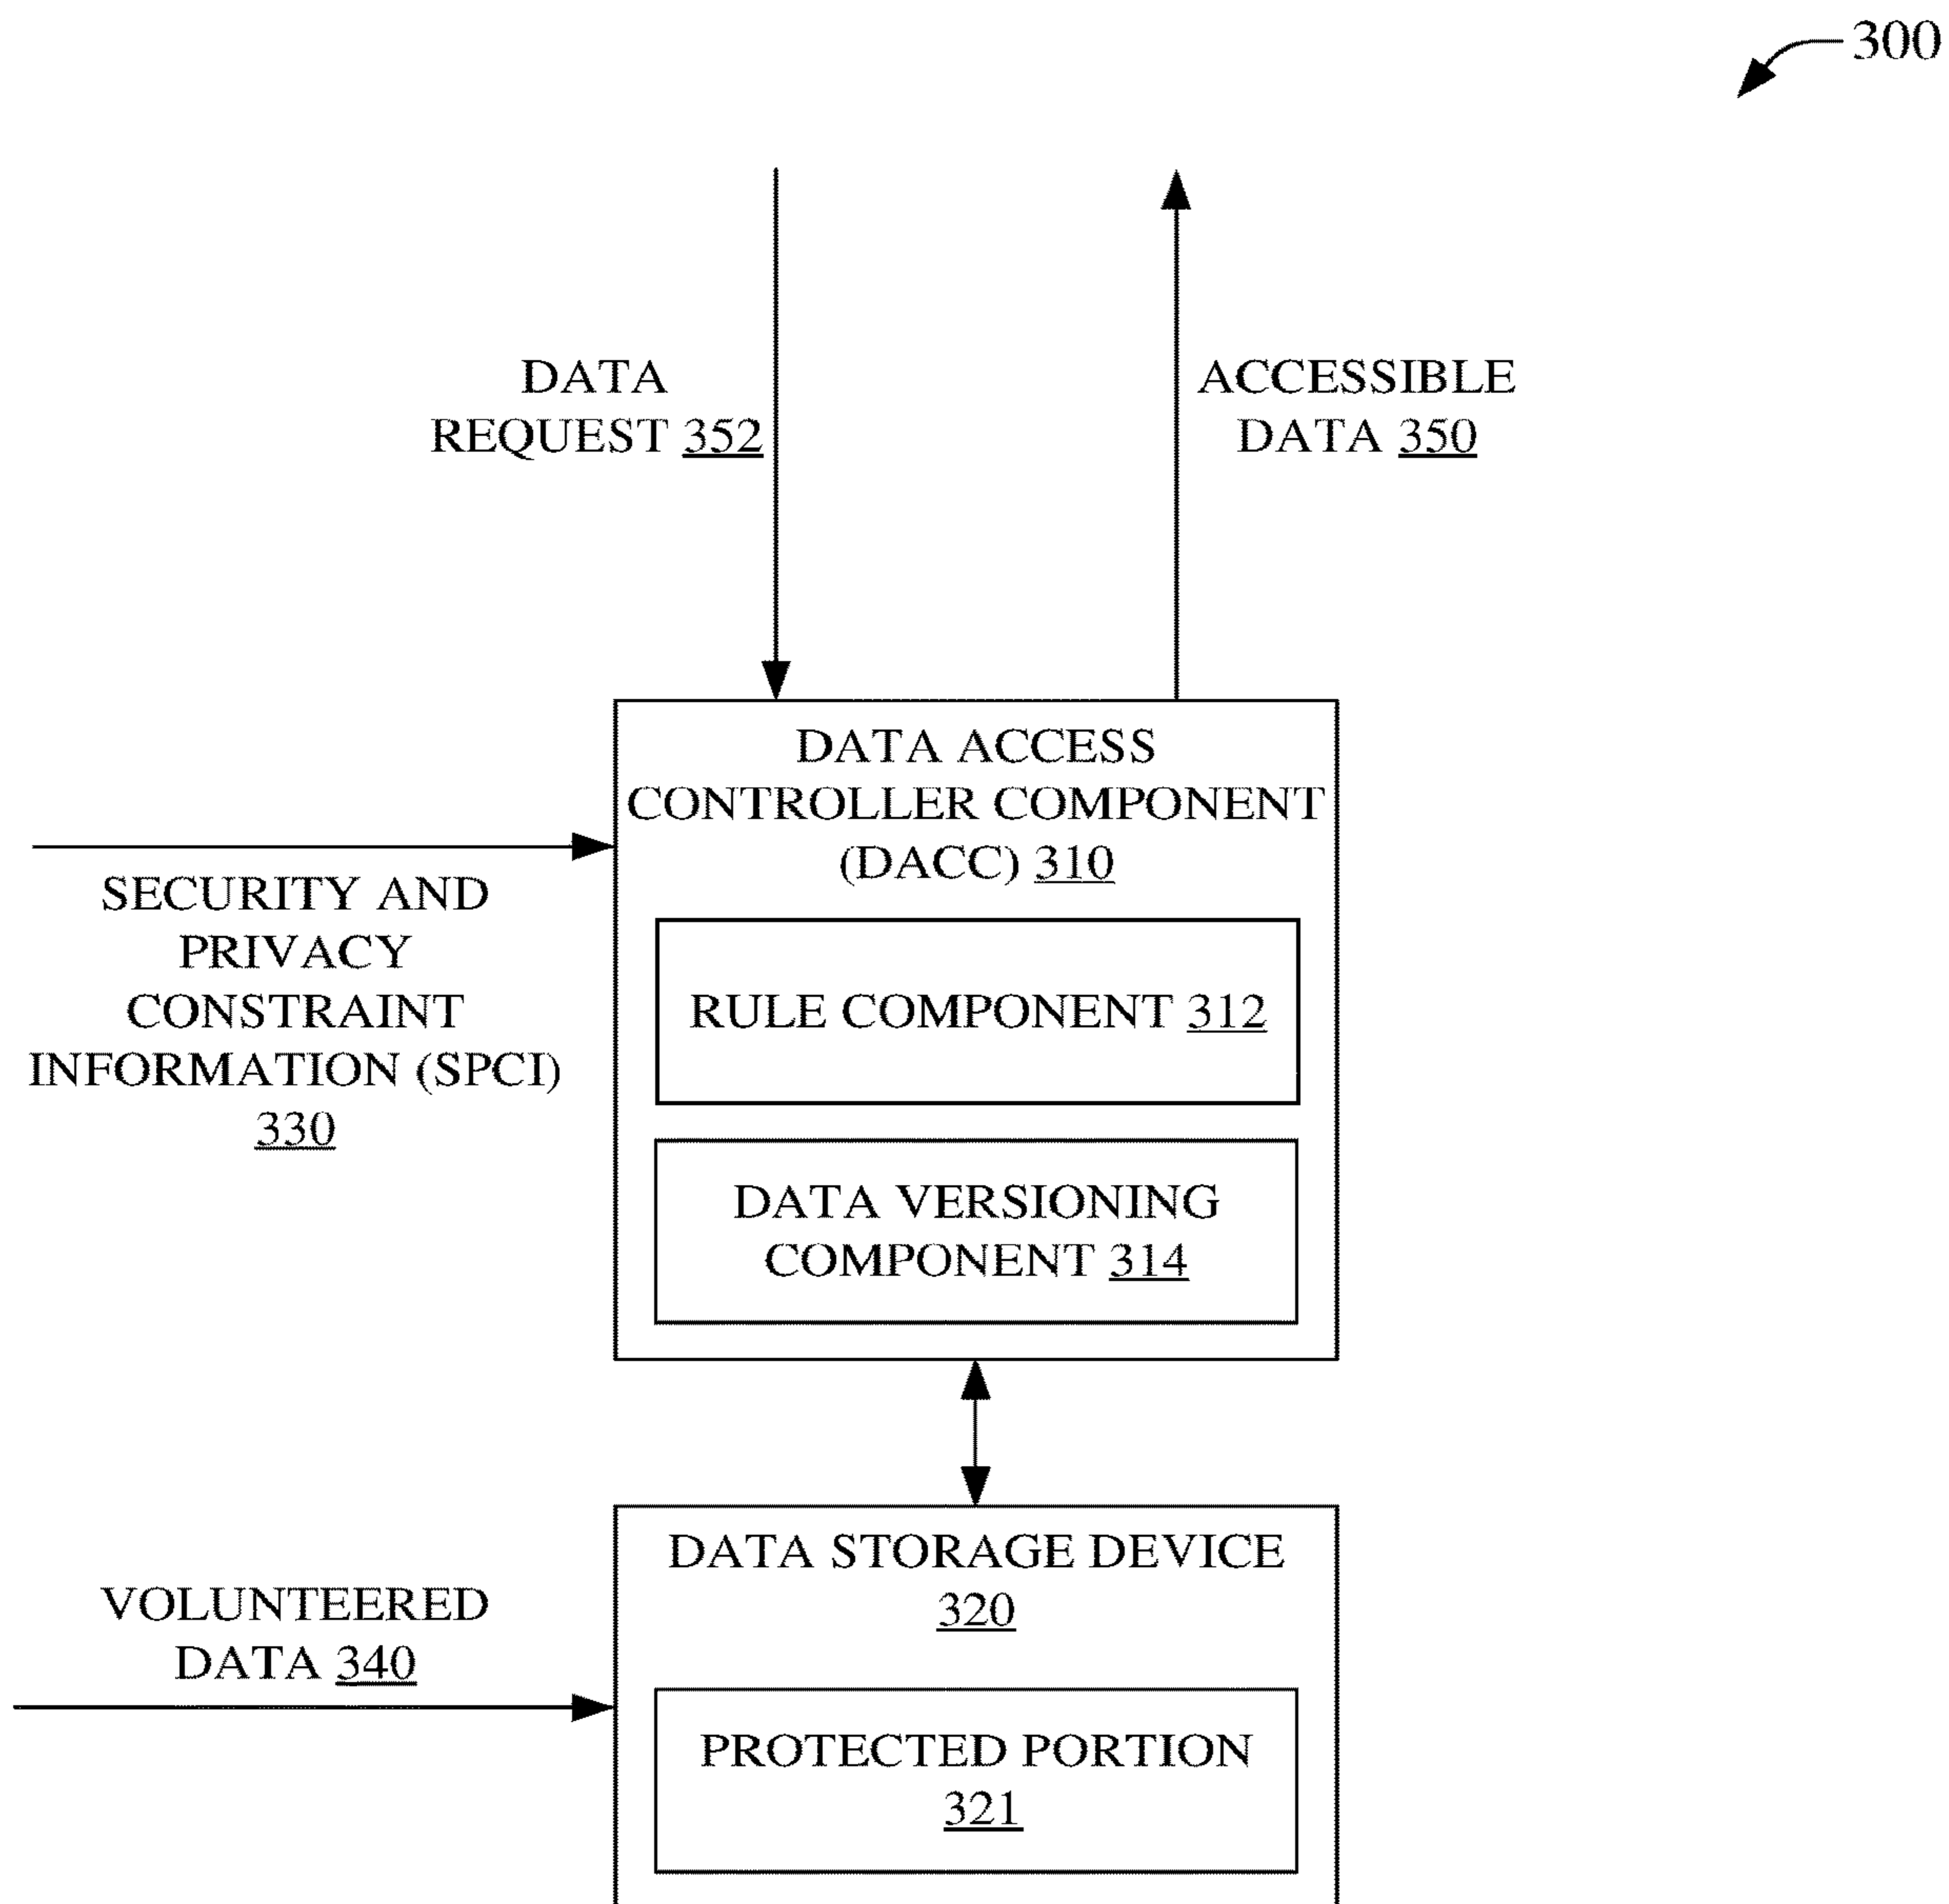 300
DATA
REQUEST 352
ACCESSIBLE
DATA 350
DATA ACCESS
CONTROLLER COMPONENT
(DACC) 310
SECURITY AND
PRIVACY
CONSTRAINT
INFORMATION (SPCI)
330
RULE COMPONENT 312
DATA VERSIONING
COMPONENT 314
DATA STORAGE DEVICE
320
VOLUNTEERED
DATA 340
PROTECTED PORTION
321